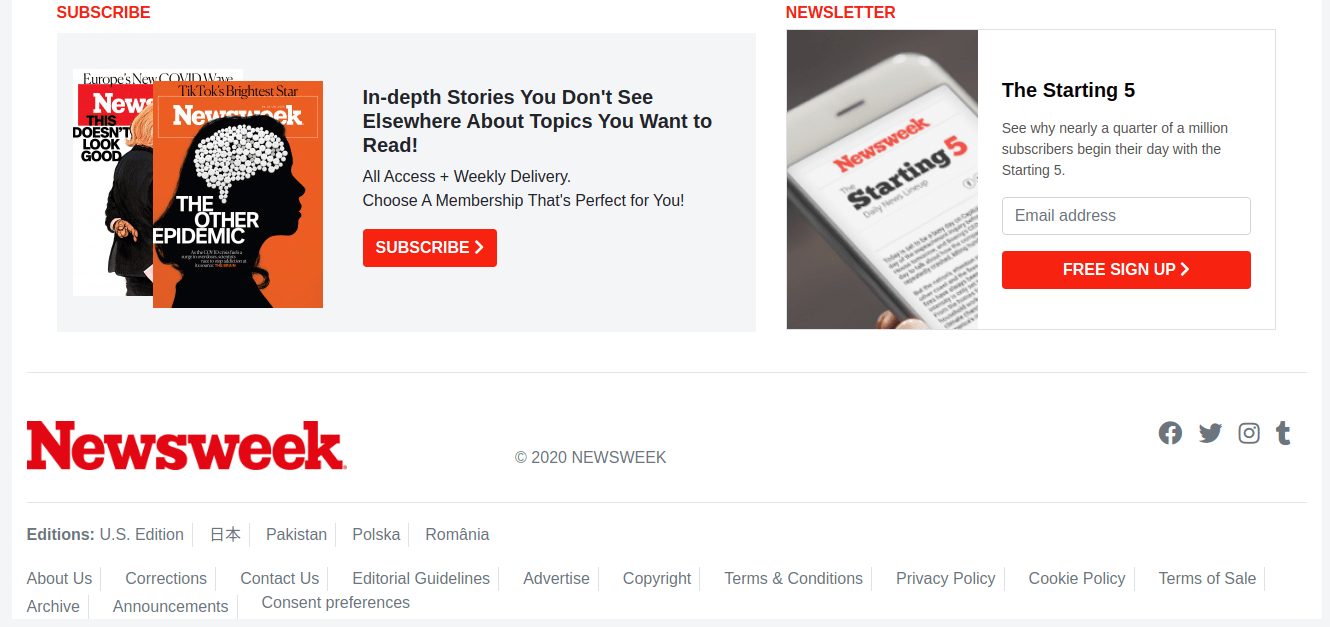 SUBSCRIBE
Europe's New COVID Wave
News
THIS
DOESN'T
LOOK
GOOD
TikTok's Brightest Star
Newsweek
THE
OTHER
EPIDEMIC
In-depth Stories You Don't See
Elsewhere About Topics You Want to
Read!
All Access + Weekly Delivery.
Choose A Membership That's Perfect for You!
SUBSCRIBE
NEWSLETTER
Newsweek
The
Starting 5
Daily News Lineup
The Starting 5
See why nearly a quarter of a million
subscribers begin their day with the
Starting 5.
Email address
FREE SIGN UP
Newsweek
© 2020 NEWSWEEK
Editions: U.S. Edition 日本 Pakistan Polska România
About Us Corrections Contact Us Editorial Guidelines Advertise Copyright Terms & Conditions Privacy Policy Cookie Policy Terms of Sale
Archive Announcements Consent preferences